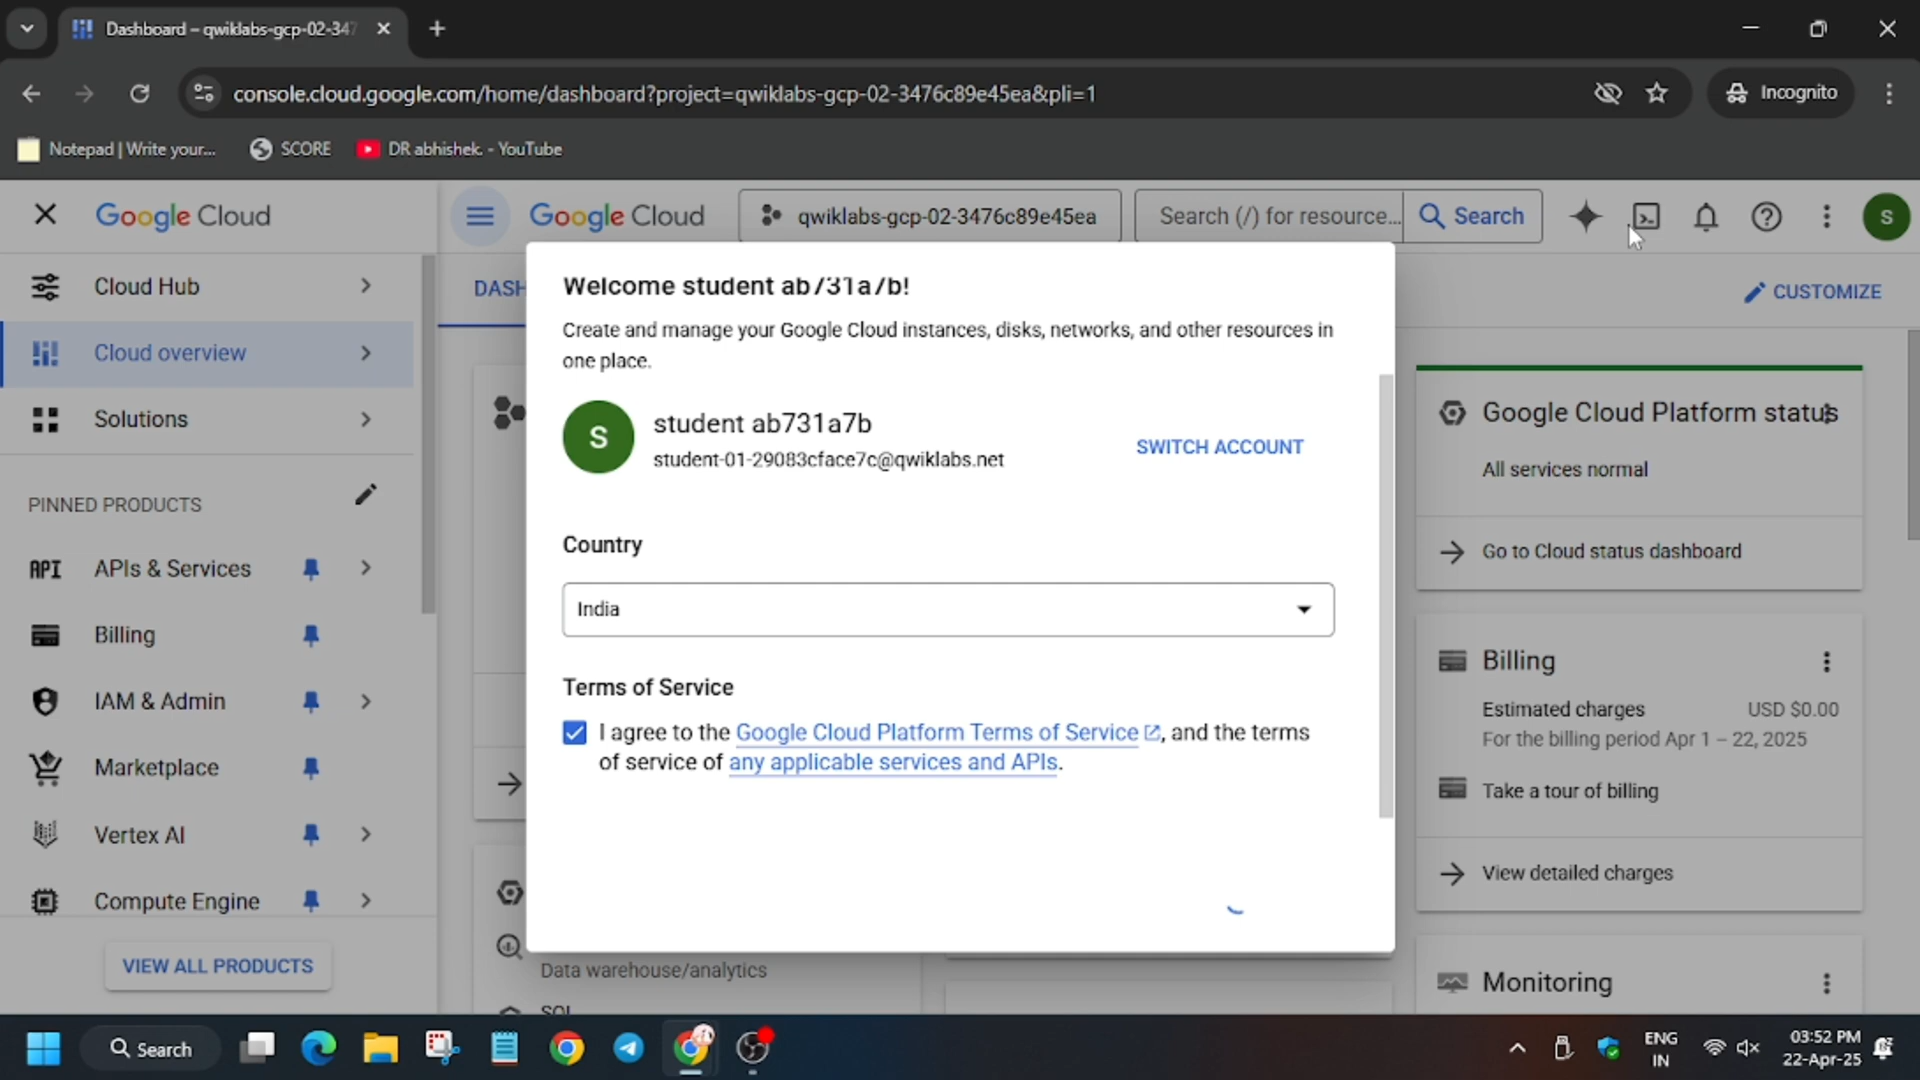 Dashboard – qwiklabs-gcp-02-347
console.cloud.google.com/home/dashboard?project=qwiklabs-gcp-02-3476c89e45ea&pli=1
Incognito
Notepad | Write your...
SCORE
DR abhishek. - YouTube
Google Cloud
Google Cloud
qwiklabs-gcp-02-3476c89e45ea
Search (/) for resource...
Search
S
Cloud Hub
Cloud overview
Solutions
PINNED PRODUCTS
API
APIs & Services
Billing
IAM & Admin
Marketplace
Vertex AI
Compute Engine
VIEW ALL PRODUCTS
DASH
CUSTOMIZE
Welcome student ab731a7b!
Create and manage your Google Cloud instances, disks, networks, and other resources in
one place.
S
student ab731a7b
student-01-29083cface7c@qwiklabs.net
SWITCH ACCOUNT
Country
India
Terms of Service
I agree to the Google Cloud Platform Terms of Service, and the terms
of service of any applicable services and APIs.
Data warehouse/analytics
SQL
Google Cloud Platform status
All services normal
Go to Cloud status dashboard
Billing
Estimated charges
USD $0.00
For the billing period Apr 1 – 22, 2025
Take a tour of billing
View detailed charges
Monitoring
Search
ENG
IN
03:52 PM
22-Apr-25